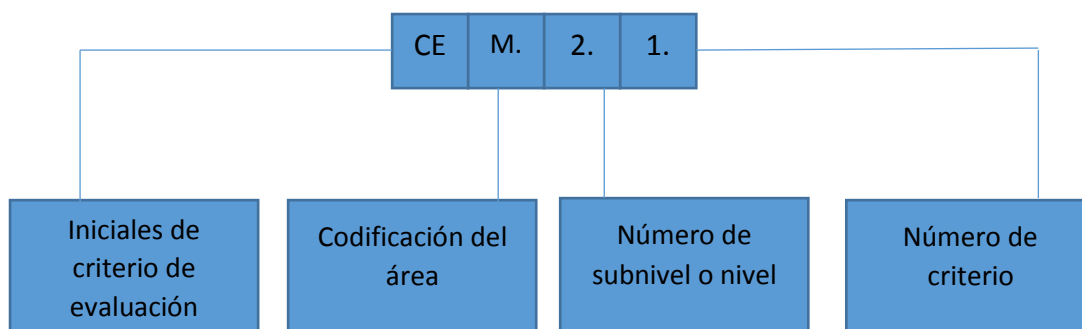 CE M. 2. 1.
Iniciales de
criterio de
evaluación
Codificación del
área
Número de
subnivel o nivel
Número de
criterio